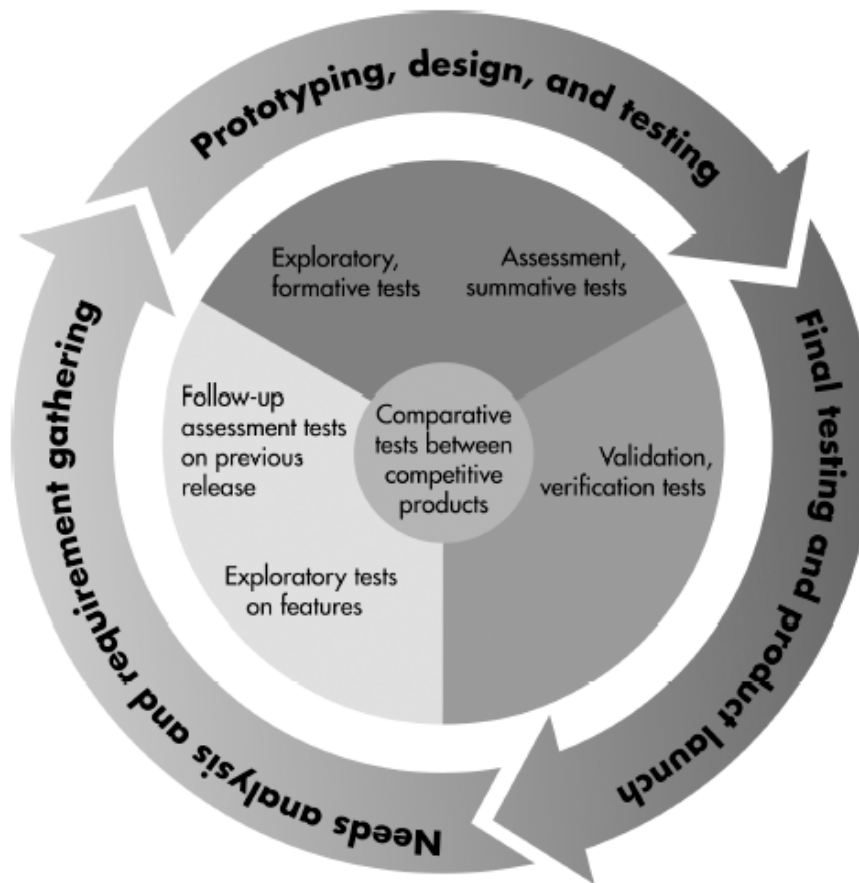 Prototyping, design, and testing
Final testing and product launch
Needs analysis and requirement gathering
Exploratory,
formative tests
Assessment,
summative tests
Follow-up
assessment tests
on previous
release
Exploratory tests
on features
Comparative
tests between
competitive
products
Validation,
verification tests